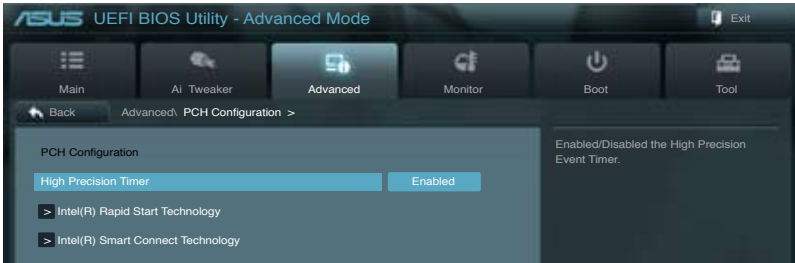 ASUS UEFI BIOS Utility - Advanced Mode
Exit
Main
Ai Tweaker
Advanced
Monitor
Boot
Tool
Back
Advanced\ PCH Configuration >
PCH Configuration
High Precision Timer
Enabled
> Intel(R) Rapid Start Technology
> Intel(R) Smart Connect Technology
Enabled/Disabled the High Precision
Event Timer.